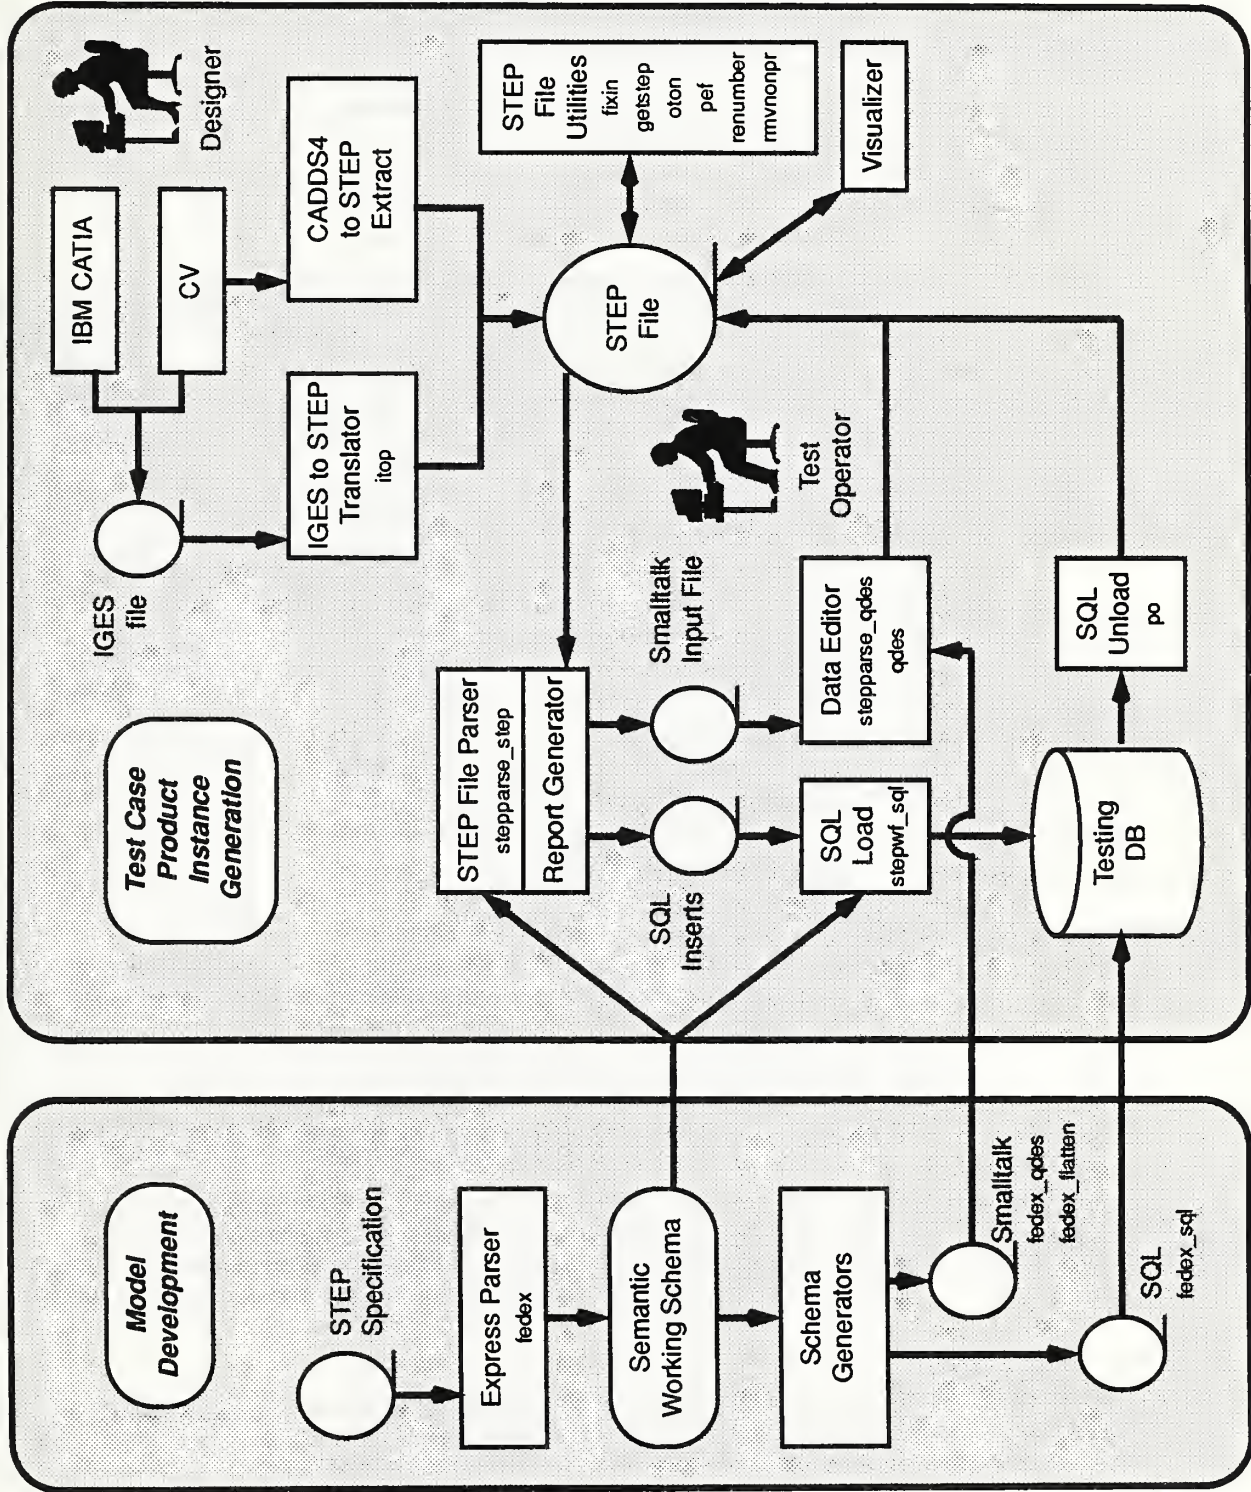 Model
Development
STEP
Specification
Express Parser
fedex
Semantic
Working Schema
Schema
Generators
Smalltalk
fedex_qdes
fedex_flatten
SQL
fedex_sql
Test Case
Product
Instance
Generation
STEP File Parser
stepparse_step
Report Generator
SQL
Inserts
Smalltalk
Input File
SQL
Load
stepwf_sql
Data Editor
stepparse_qdes
qdes
Testing
DB
SQL
Unload
po
IGES
file
IBM CATIA
CV
Designer
IGES to STEP
Translator
itop
CADDS4
to STEP
Extract
STEP
File
Test
Operator
STEP
File
Utilities
fixin
getstep
oton
pef
renumber
rmvnonpr
Visualizer